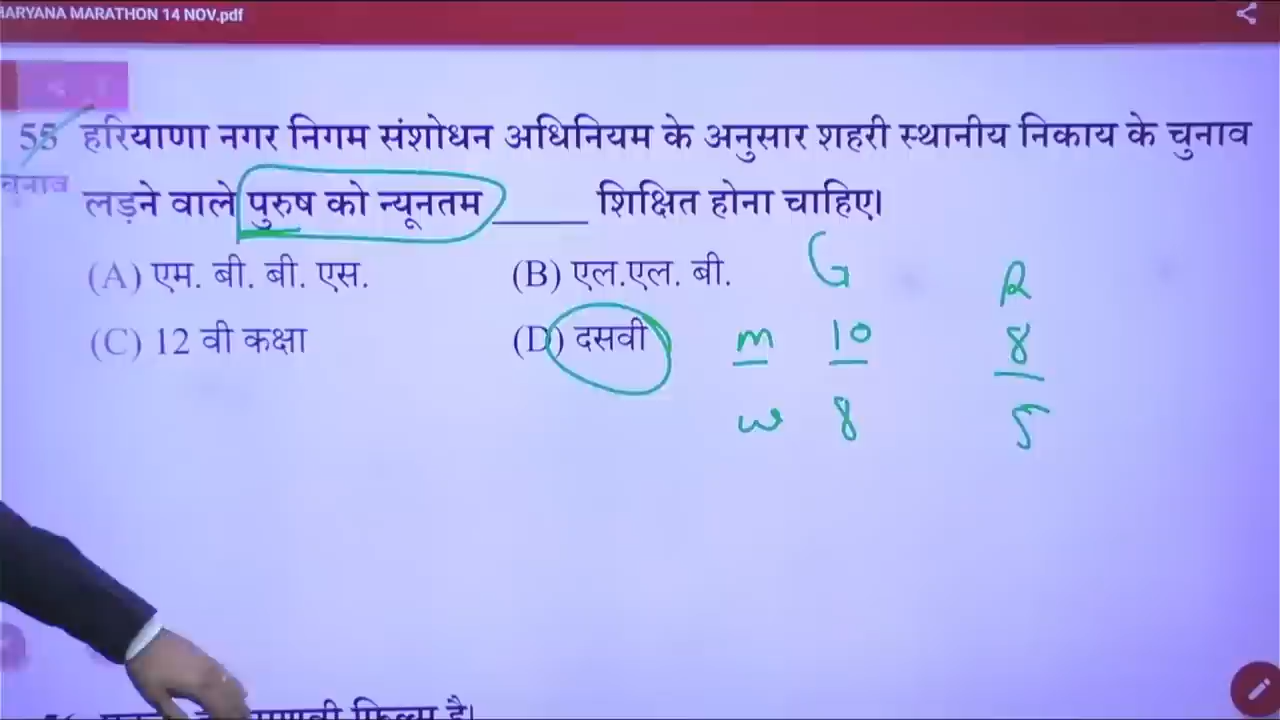 HARYANA MARATHON 14 NOV.pdf
55 हरियाणा नगर निगम संशोधन अधिनियम के अनुसार शहरी स्थानीय निकाय के चुनाव
चुनाव
लड़ने वाले पुरुष को न्यूनतम ______ शिक्षित होना चाहिए।
(A) एम. बी. बी. एस. (B) एल.एल. बी.
G R
(C) 12 वी कक्षा (D) दसवी
m 10 8
w 8 5
फिल्म है।